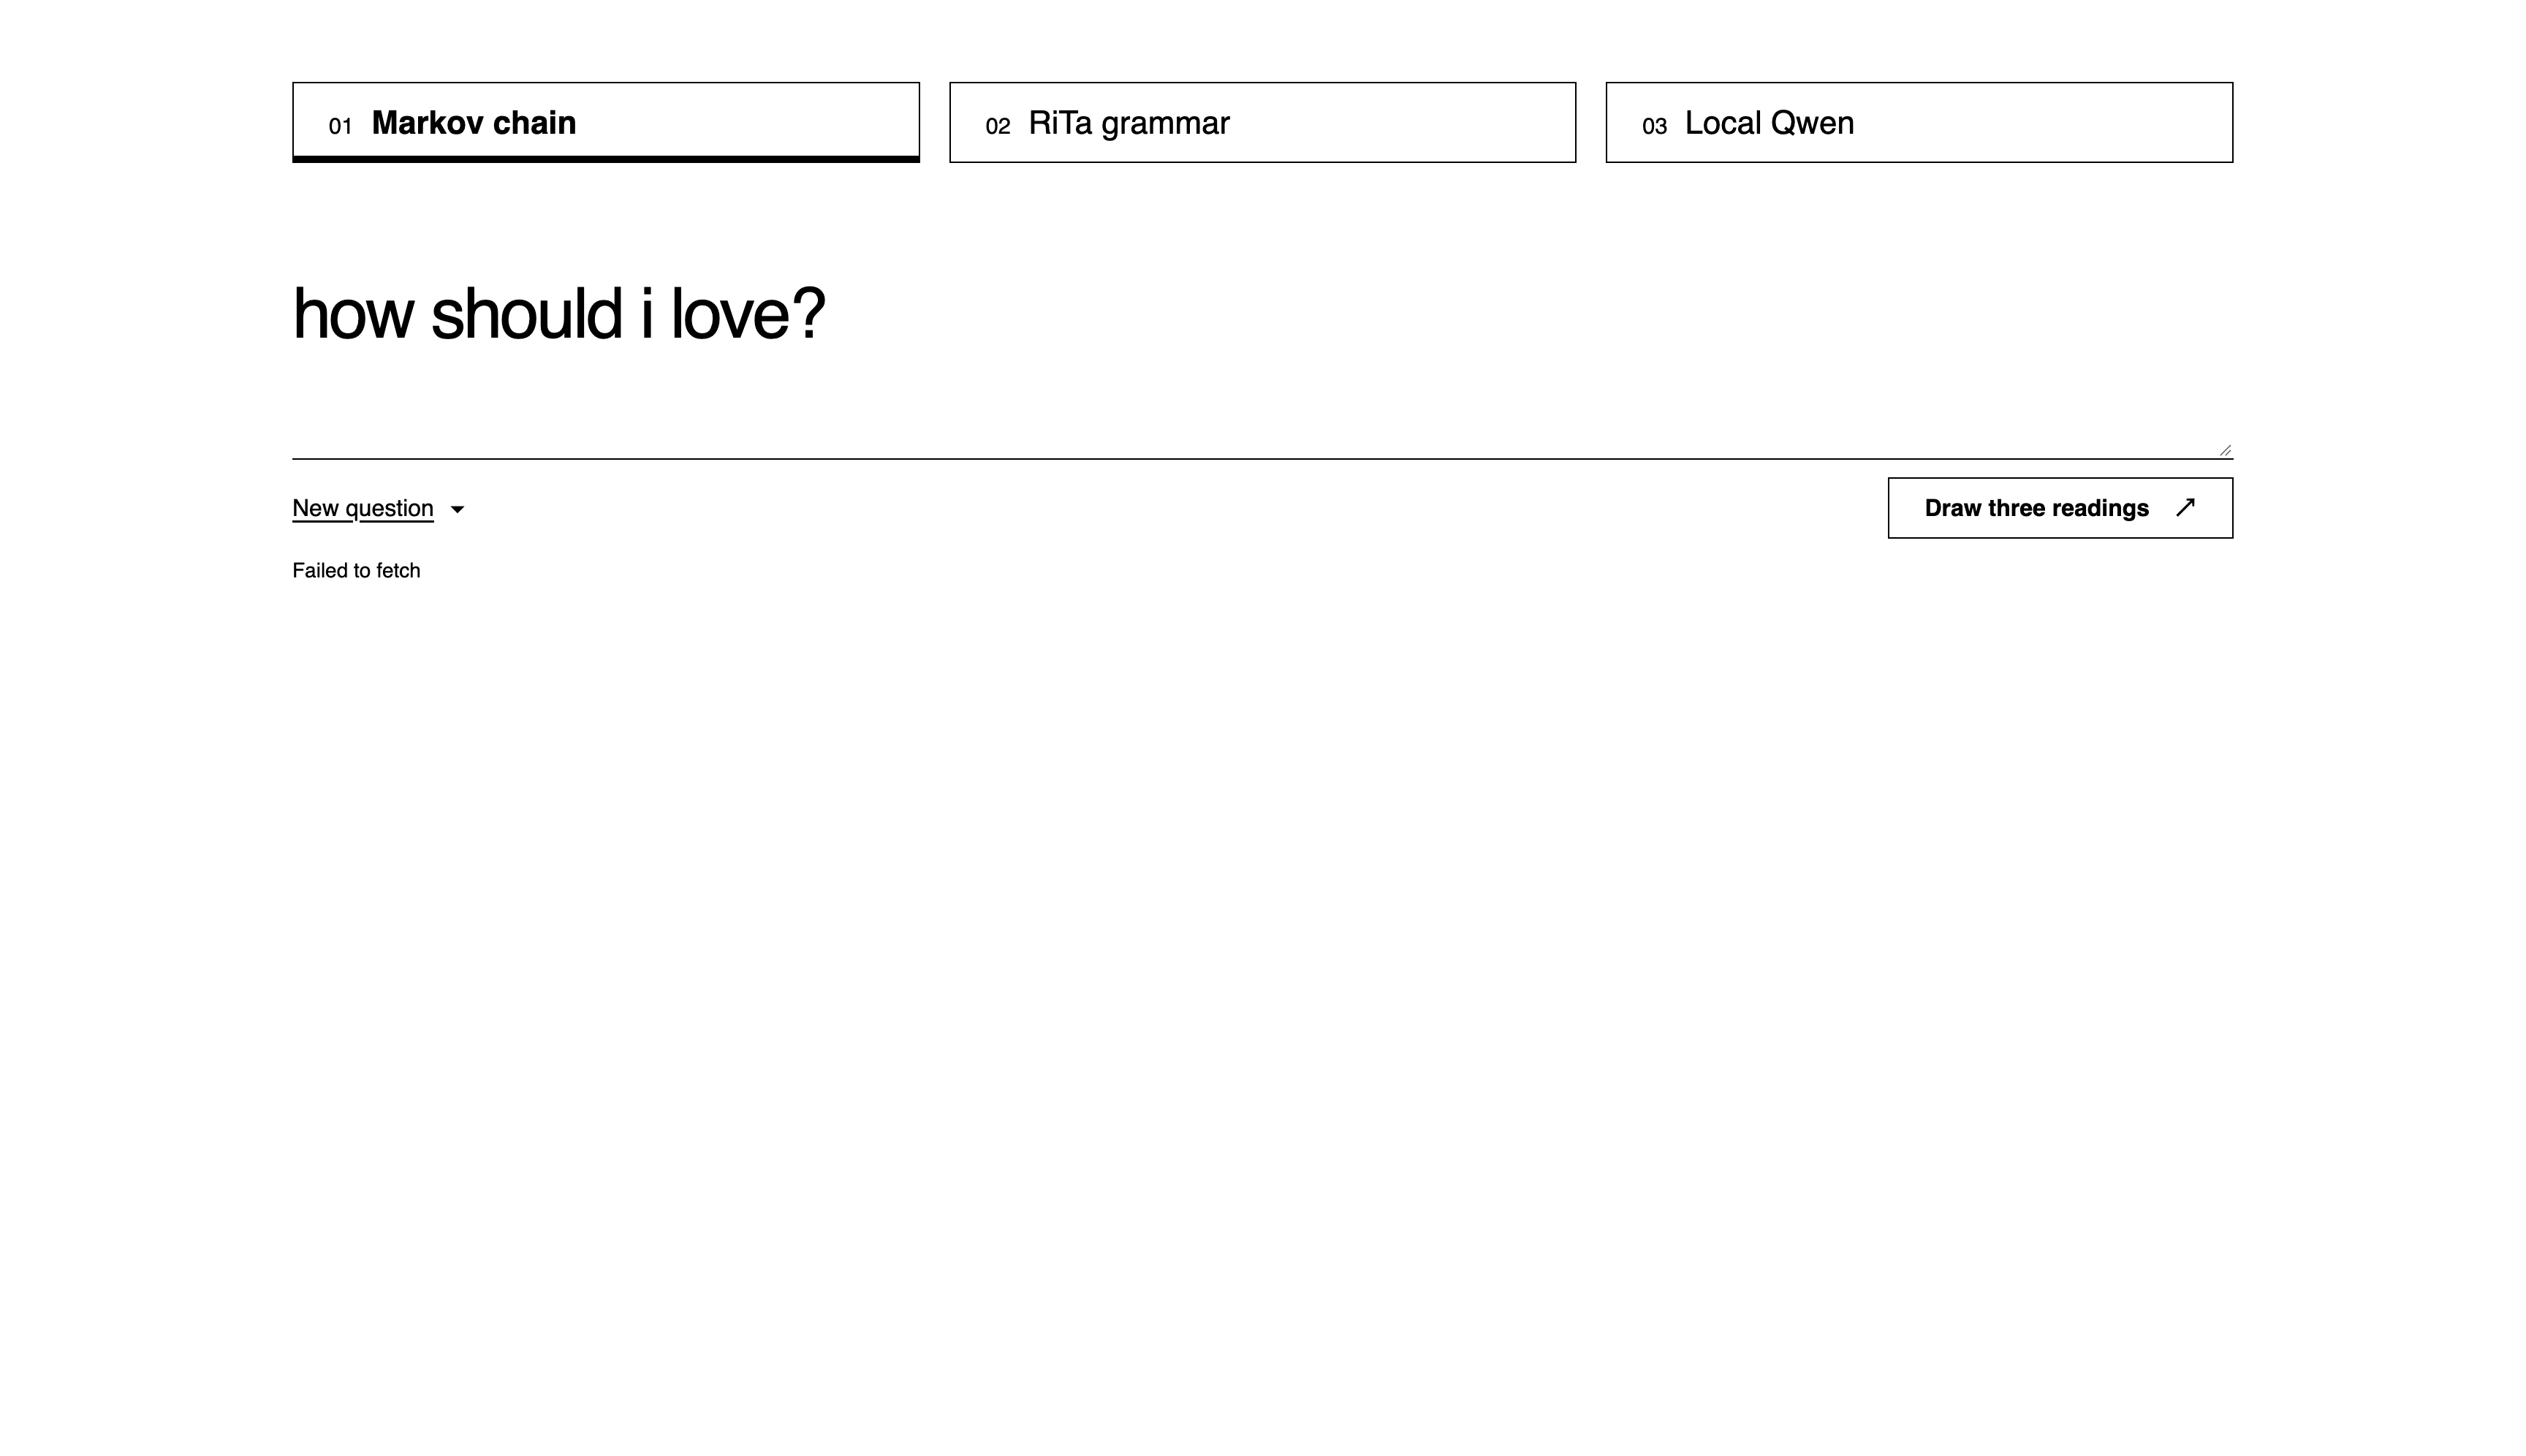 01 Markov chain
02 RiTa grammar
03 Local Qwen
how should i love?
New question
Draw three readings ↗
Failed to fetch